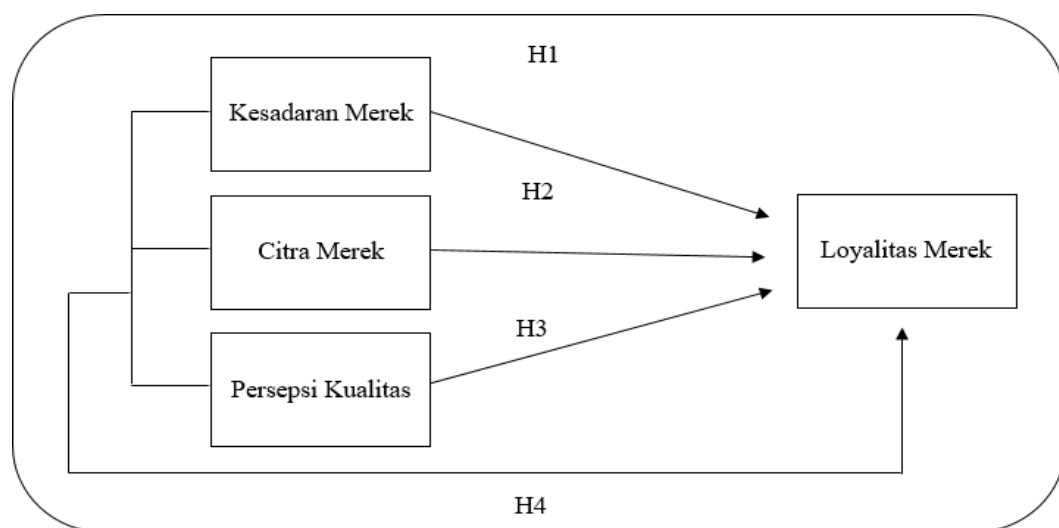 H1
Kesadaran Merek
H2
Citra Merek
Loyalitas Merek
H3
Persepsi Kualitas
H4